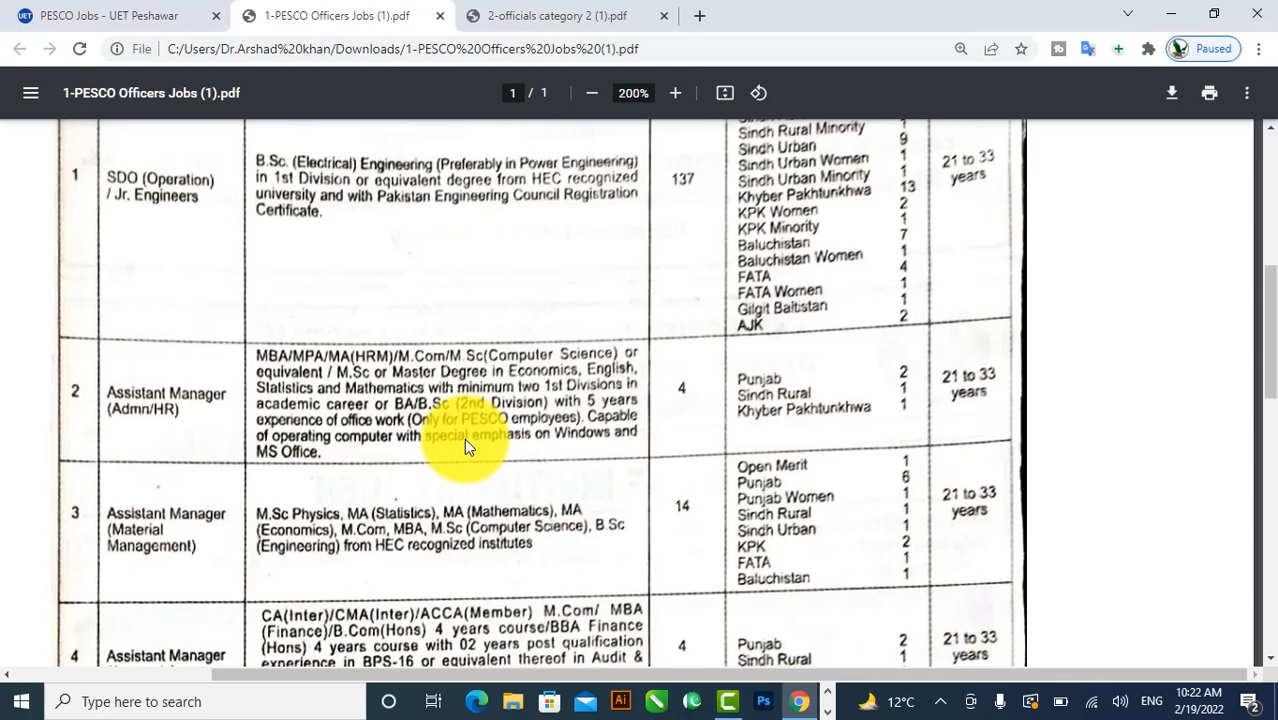 PESCO Jobs - UET Peshawar
1-PESCO Officers Jobs (1).pdf
2-officials category 2 (1).pdf
File
C:/Users/Dr.Arshad%20khan/Downloads/1-PESCO%20Officers%20Jobs%20(1).pdf
Paused
1-PESCO Officers Jobs (1).pdf
1 / 1
200%
1
SDO (Operation)
/ Jr. Engineers
B.Sc. (Electrical) Engineering (Preferably in Power Engineering)
in 1st Division or equivalent degree from HEC recognized
university and with Pakistan Engineering Council Registration
Certificate.
137
Sindh Rural Minority 1
Sindh Urban 9
Sindh Urban Women 1
Sindh Urban Minority 1
Khyber Pakhtunkhwa 13
KPK Women 2
KPK Minority 1
Baluchistan 7
Baluchistan Women 1
FATA 4
FATA Women 1
Gilgit Baltistan 1
AJK 2
21 to 33
years
2
Assistant Manager
(Admn/HR)
MBA/MPA/MA(HRM)/M.Com/M Sc(Computer Science) or
equivalent / M.Sc or Master Degree in Economics, English,
Statistics and Mathematics with minimum two 1st Divisions in
academic career or BA/B.Sc (2nd Division) with 5 years
experience of office work (Only for PESCO employees). Capable
of operating computer with special emphasis on Windows and
MS Office.
4
Punjab 2
Sindh Rural 1
Khyber Pakhtunkhwa 1
21 to 33
years
3
Assistant Manager
(Material
Management)
M.Sc Physics, MA (Statistics), MA (Mathematics), MA
(Economics), M.Com, MBA, M.Sc (Computer Science), B.Sc
(Engineering) from HEC recognized institutes
14
Open Merit 1
Punjab 6
Punjab Women 1
Sindh Rural 1
Sindh Urban 1
KPK 2
FATA 1
Baluchistan 1
21 to 33
years
4
Assistant Manager
CA(Inter)/CMA(Inter)/ACCA(Member) M.Com/ MBA
(Finance)/B.Com(Hons) 4 years course/BBA Finance
(Hons) 4 years course with 02 years post qualification
experience in BPS-16 or equivalent thereof in Audit &
4
Punjab 2
Sindh Rural 1
21 to 33
years
Type here to search
12°C
ENG
10:22 AM
2/19/2022